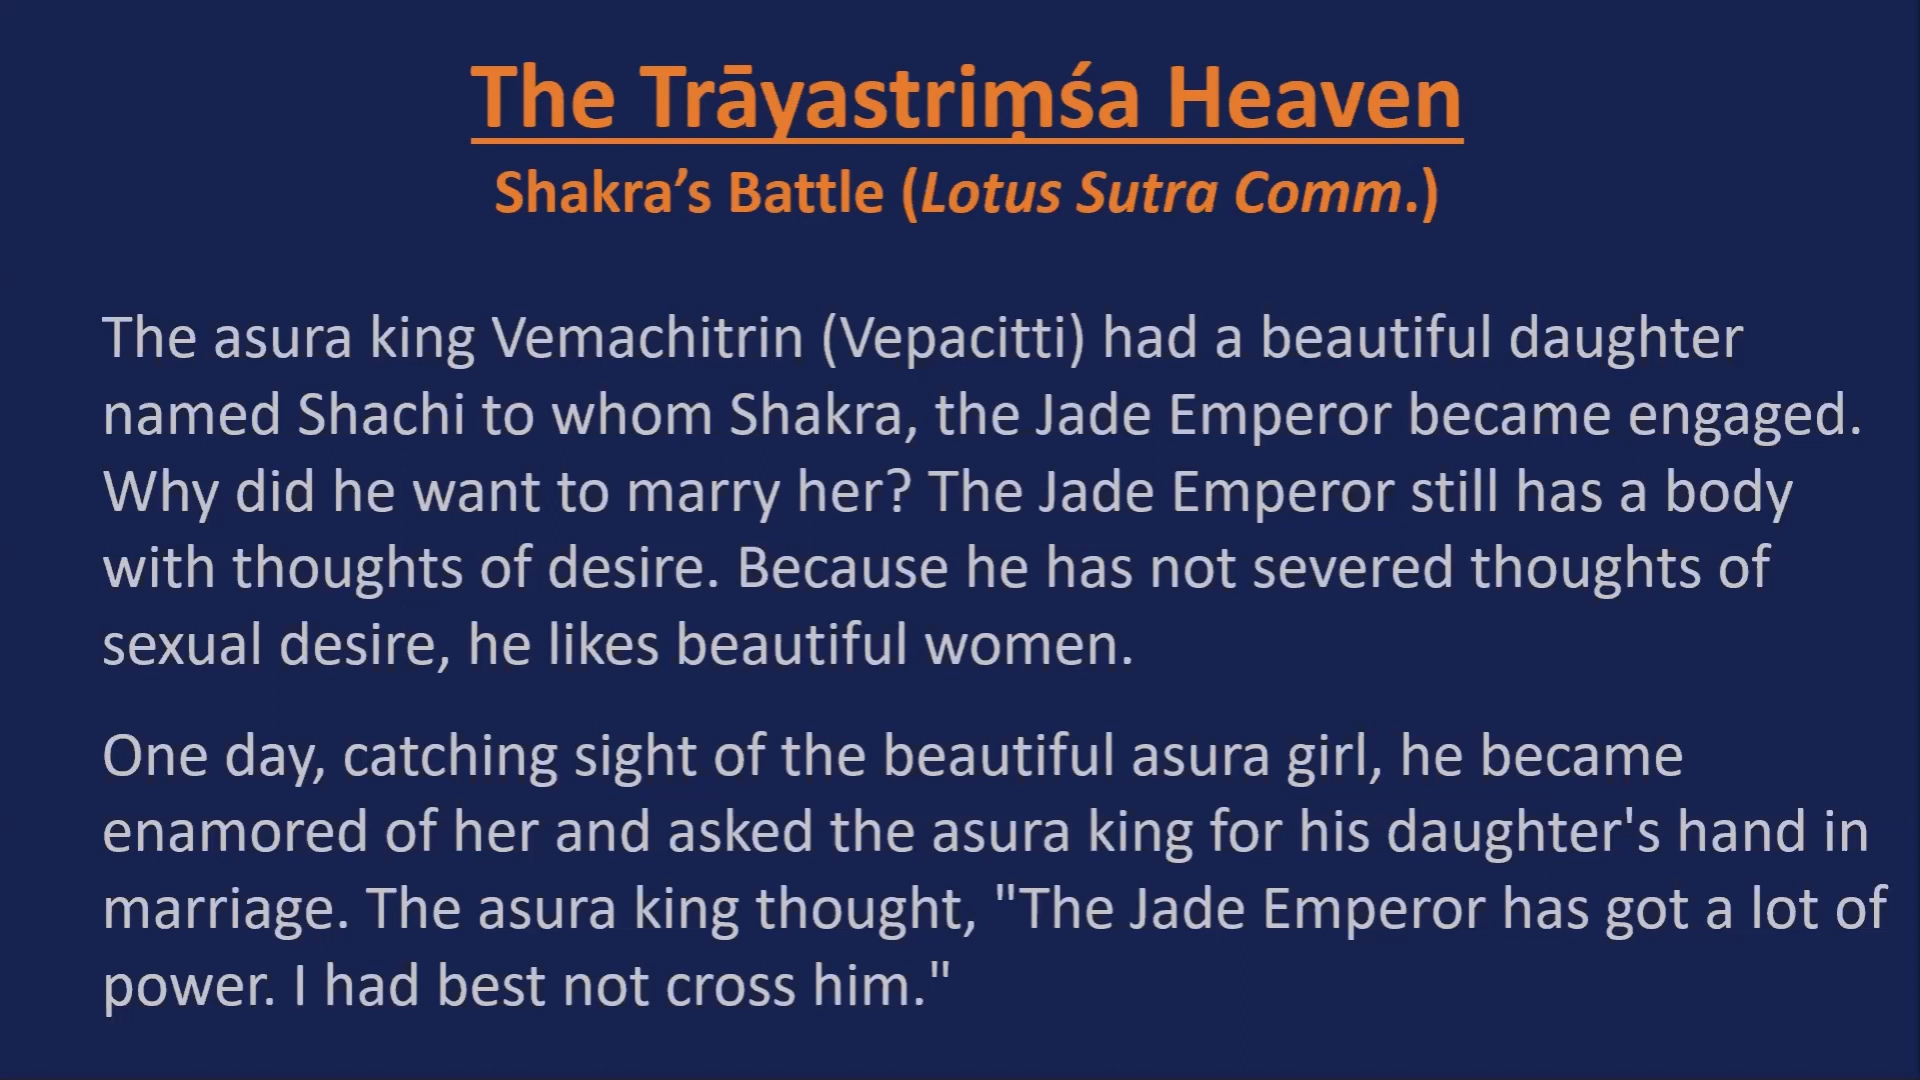 The Trāyastriṃśa Heaven
Shakra’s Battle (Lotus Sutra Comm.)
The asura king Vemachitrin (Vepacitti) had a beautiful daughter
named Shachi to whom Shakra, the Jade Emperor became engaged.
Why did he want to marry her? The Jade Emperor still has a body
with thoughts of desire. Because he has not severed thoughts of
sexual desire, he likes beautiful women.
One day, catching sight of the beautiful asura girl, he became
enamored of her and asked the asura king for his daughter's hand in
marriage. The asura king thought, "The Jade Emperor has got a lot of
power. I had best not cross him."